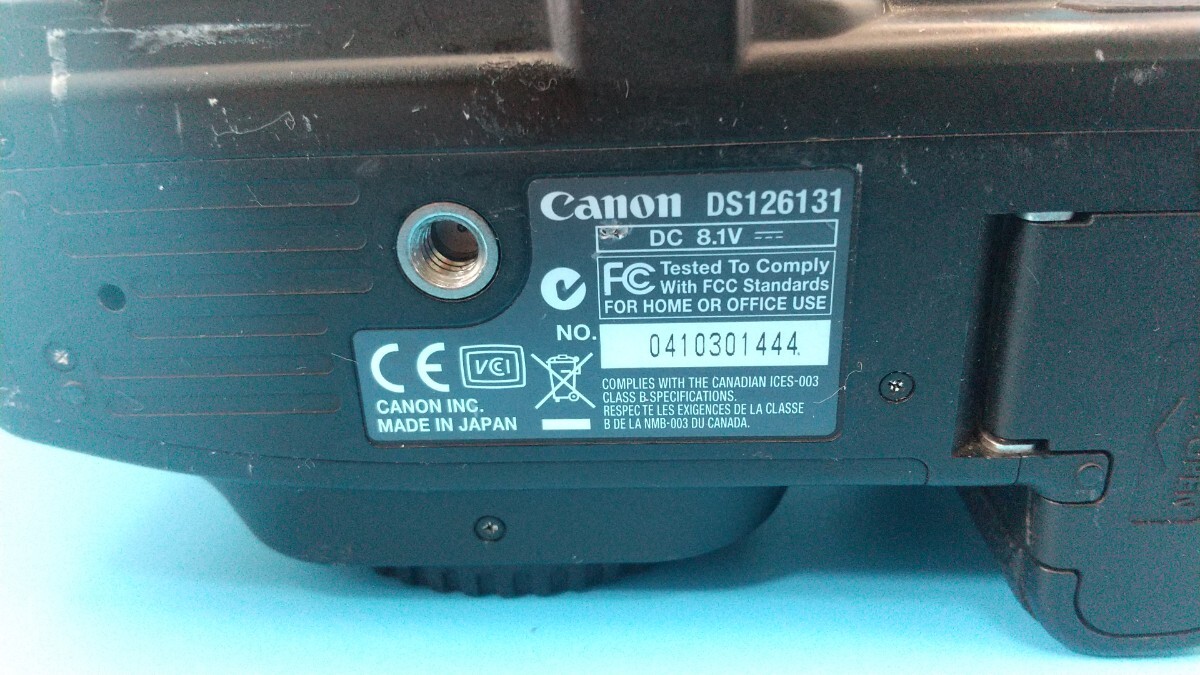 Canon DS126131
DC 8.1V
FC Tested To Comply
With FCC Standards
FOR HOME OR OFFICE USE
NO. 0410301444
CE VCCI
CANON INC.
MADE IN JAPAN
COMPLIES WITH THE CANADIAN ICES-003
CLASS B SPECIFICATIONS.
RESPECTE LES EXIGENCES DE LA CLASSE
B DE LA NMB-003 DU CANADA.
OPEN